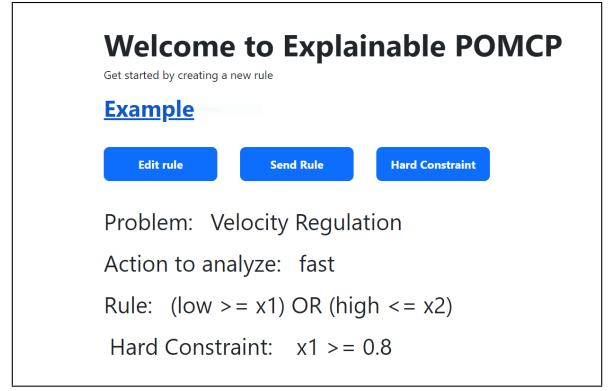 Welcome to Explainable POMCP
Get started by creating a new rule
Example
Edit rule Send Rule Hard Constraint
Problem: Velocity Regulation
Action to analyze: fast
Rule: (low >= x1) OR (high <= x2)
Hard Constraint: x1 >= 0.8